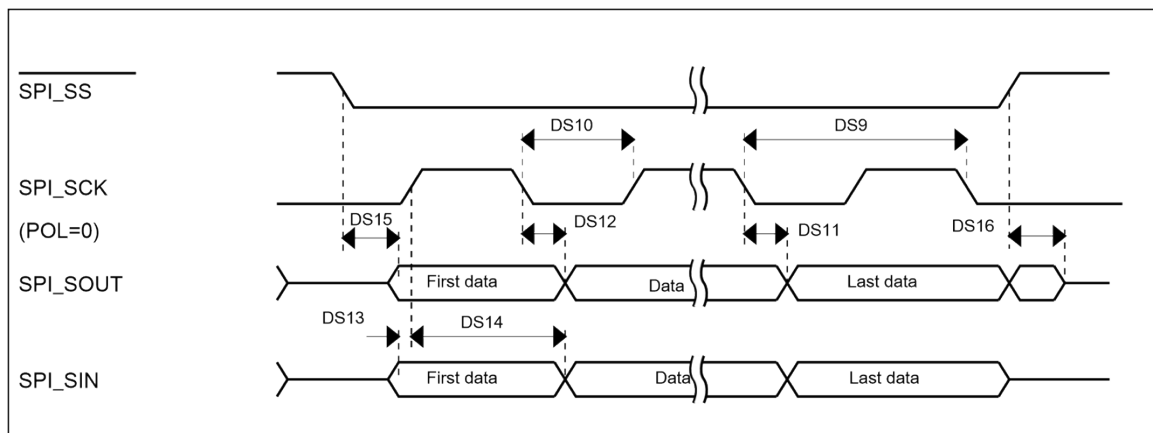 SPI_SS
DS10
DS9
SPI_SCK
(POL=0)
DS15
DS12
DS11
DS16
SPI_SOUT
First data
Data
Last data
DS13
DS14
SPI_SIN
First data
Data
Last data